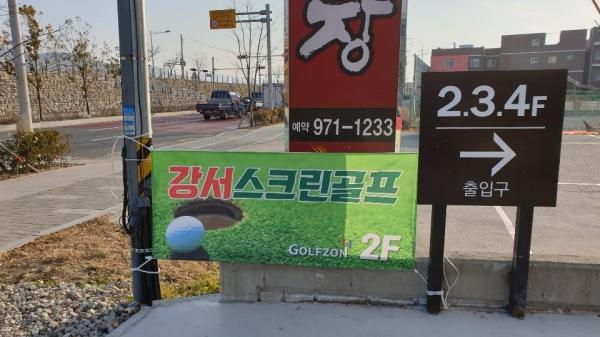 장
예약 971-1233
2.3.4F
출입구
강서스크린골프
GOLFZON 2F